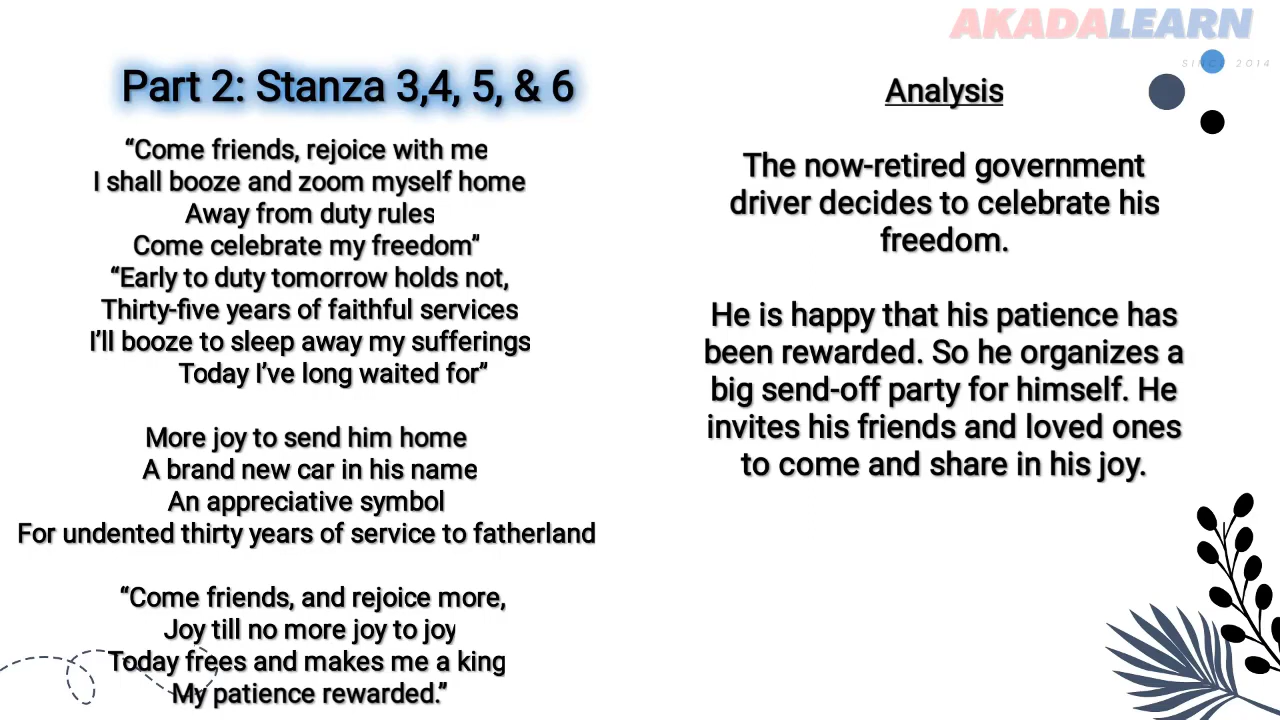 AKADALEARN
SINCE 2014
Part 2: Stanza 3,4, 5, & 6
“Come friends, rejoice with me
I shall booze and zoom myself home
Away from duty rules
Come celebrate my freedom”
“Early to duty tomorrow holds not,
Thirty-five years of faithful services
I’ll booze to sleep away my sufferings
Today I’ve long waited for”
More joy to send him home
A brand new car in his name
An appreciative symbol
For undented thirty years of service to fatherland
“Come friends, and rejoice more,
Joy till no more joy to joy
Today frees and makes me a king
My patience rewarded.”
Analysis
The now-retired government
driver decides to celebrate his
freedom.
He is happy that his patience has
been rewarded. So he organizes a
big send-off party for himself. He
invites his friends and loved ones
to come and share in his joy.